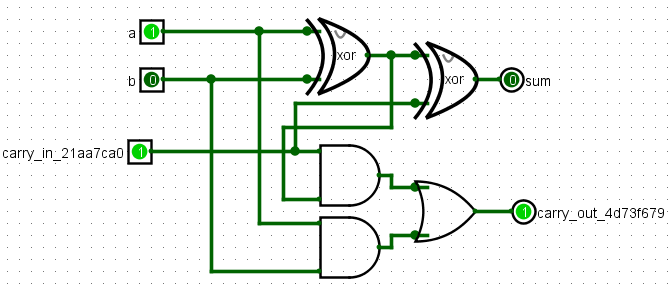 a 1
xor
b 0
xor
0 sum
carry_in_21aa7ca0 1
1 carry_out_4d73f679